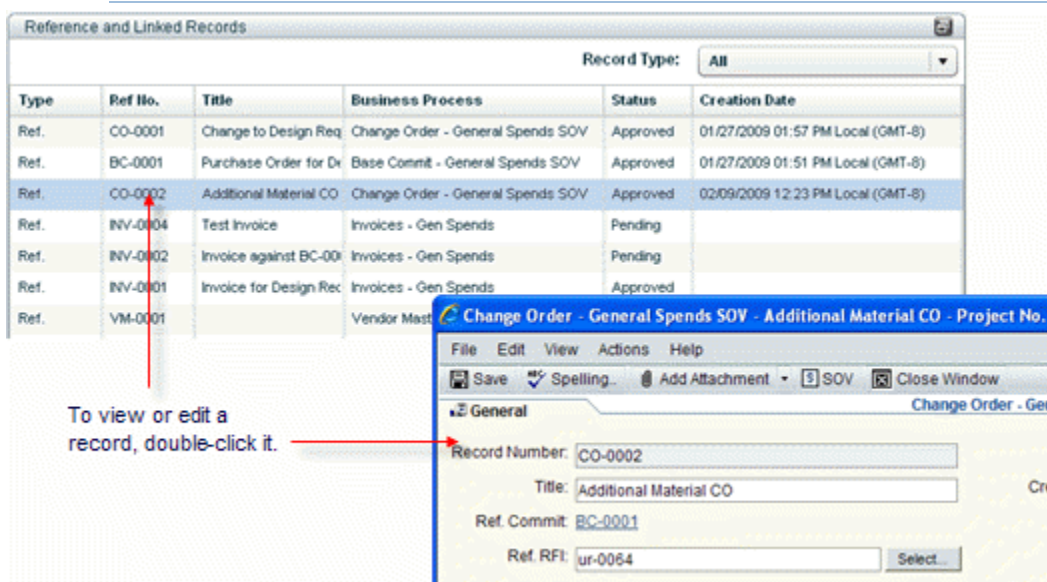 Reference and Linked Records
Record Type: All
Type Ref No. Title Business Process Status Creation Date
Ref. CO-0001 Change to Design Req Change Order - General Spends SOV Approved 01/27/2009 01:57 PM Local (GMT-8)
Ref. BC-0001 Purchase Order for De Base Commit - General Spends SOV Approved 01/27/2009 01:51 PM Local (GMT-8)
Ref. CO-0002 Additional Material CO Change Order - General Spends SOV Approved 02/09/2009 12:23 PM Local (GMT-8)
Ref. INV-0004 Test Invoice Invoices - Gen Spends Pending
Ref. INV-0002 Invoice against BC-00 Invoices - Gen Spends Pending
Ref. INV-0001 Invoice for Design Rec Invoices - Gen Spends Approved
Ref. VM-0001 Vendor Mast
Change Order - General Spends SOV - Additional Material CO - Project No.
File Edit View Actions Help
Save Spelling.. Add Attachment SOV Close Window
General Change Order - Ger
To view or edit a
record, double-click it.
Record Number: CO-0002
Title: Additional Material CO Cre
Ref. Commit: BC-0001
Ref. RFI: ur-0064 Select...